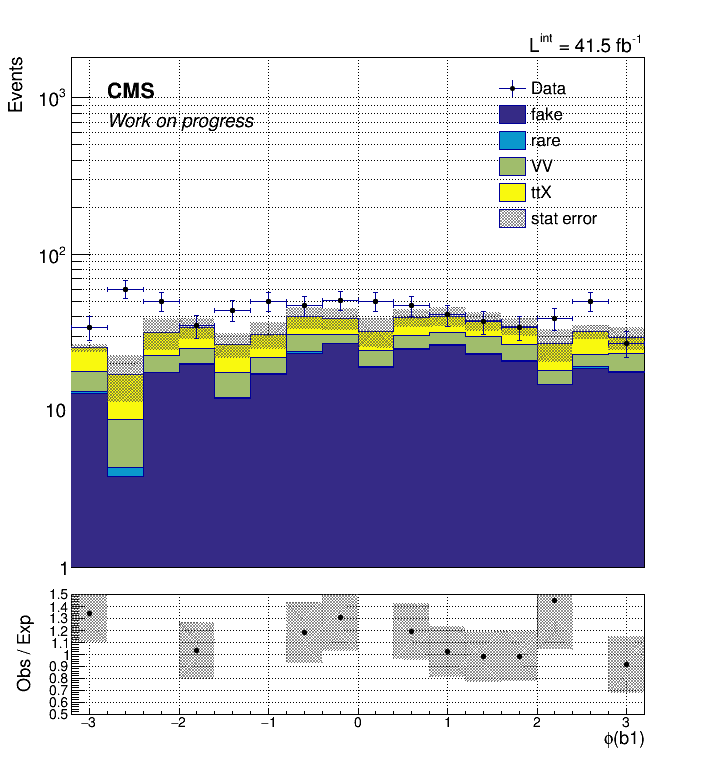 L^int = 41.5 fb^-1
Events
CMS
Work on progress
Data
fake
rare
VV
ttX
stat error
10^3
10^2
10
1
Obs / Exp
1.5
1.4
1.3
1.2
1.1
1
0.9
0.8
0.7
0.6
0.5
−3 −2 −1 0 1 2 3
ϕ(b1)